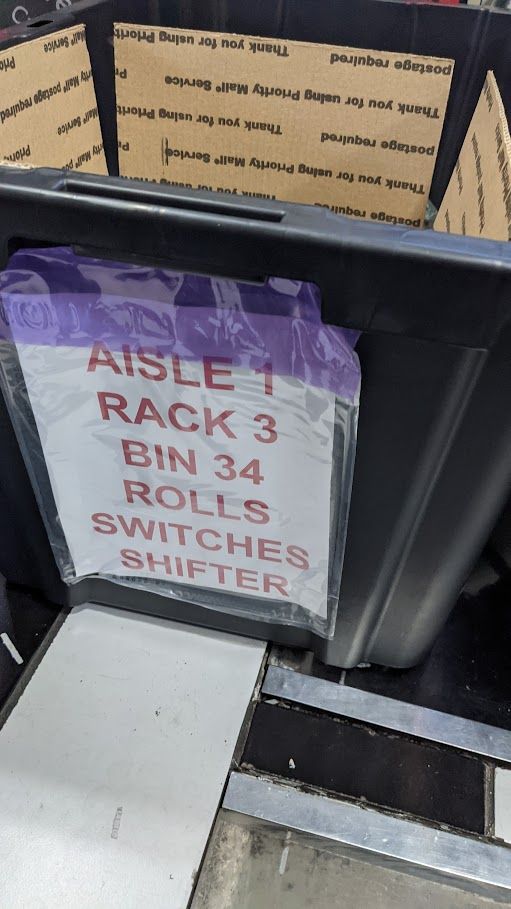 Thank you for using Priority Mail® Service
postage required
Thank you for using Priority Mail® Service
postage required
Thank you for using Priority Mail® Service
postage required
AISLE 1
RACK 3
BIN 34
ROLLS
SWITCHES
SHIFTER